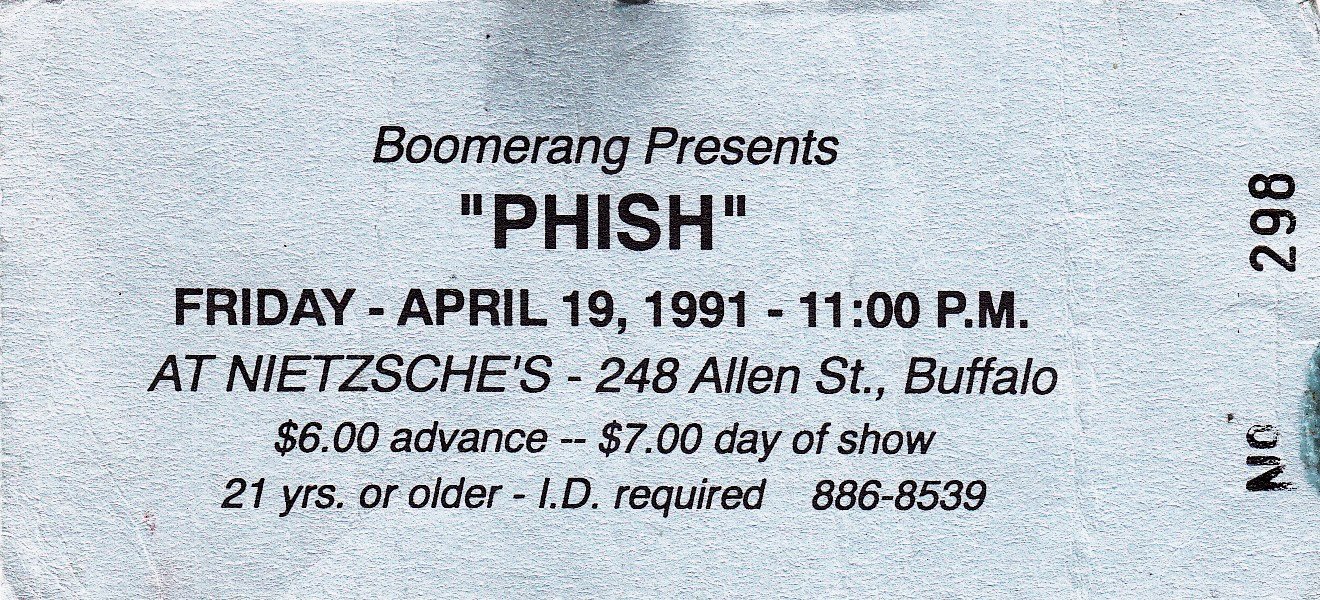 Boomerang Presents
"PHISH"
FRIDAY - APRIL 19, 1991 - 11:00 P.M.
AT NIETZSCHE'S - 248 Allen St., Buffalo
$6.00 advance -- $7.00 day of show
21 yrs. or older - I.D. required 886-8539
No 298